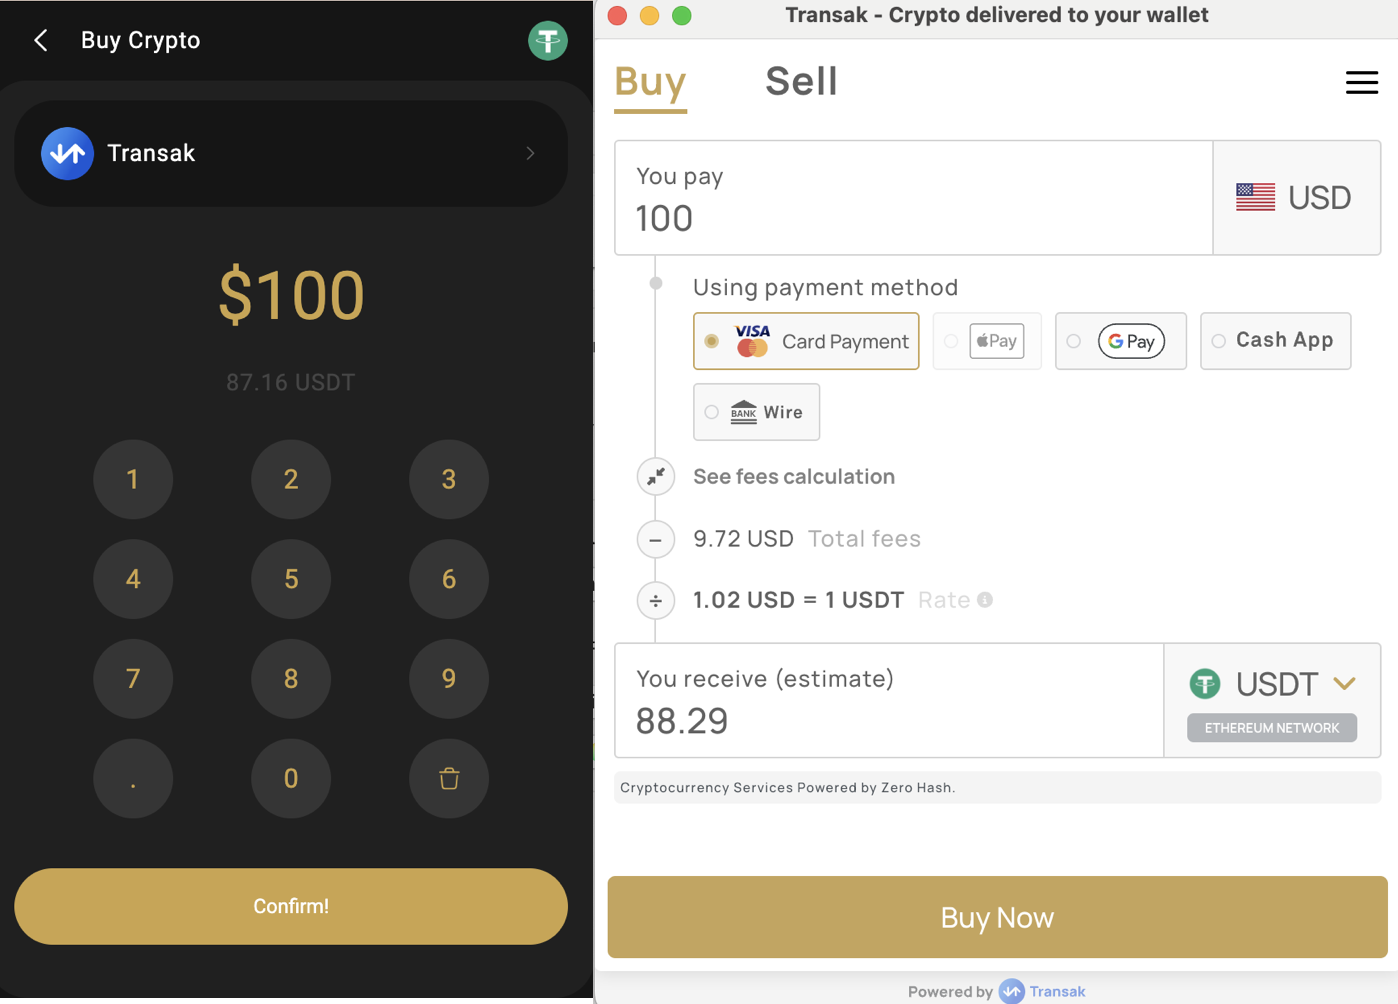 Buy Crypto
Transak
$100
87.16 USDT
1 2 3
4 5 6
7 8 9
. 0
Confirm!
Transak - Crypto delivered to your wallet
Buy Sell
You pay
100
USD
Using payment method
VISA Card Payment
Pay
G Pay
Cash App
BANK Wire
See fees calculation
− 9.72 USD Total fees
÷ 1.02 USD = 1 USDT Rate i
You receive (estimate)
88.29
USDT
ETHEREUM NETWORK
Cryptocurrency Services Powered by Zero Hash.
Buy Now
Powered by Transak